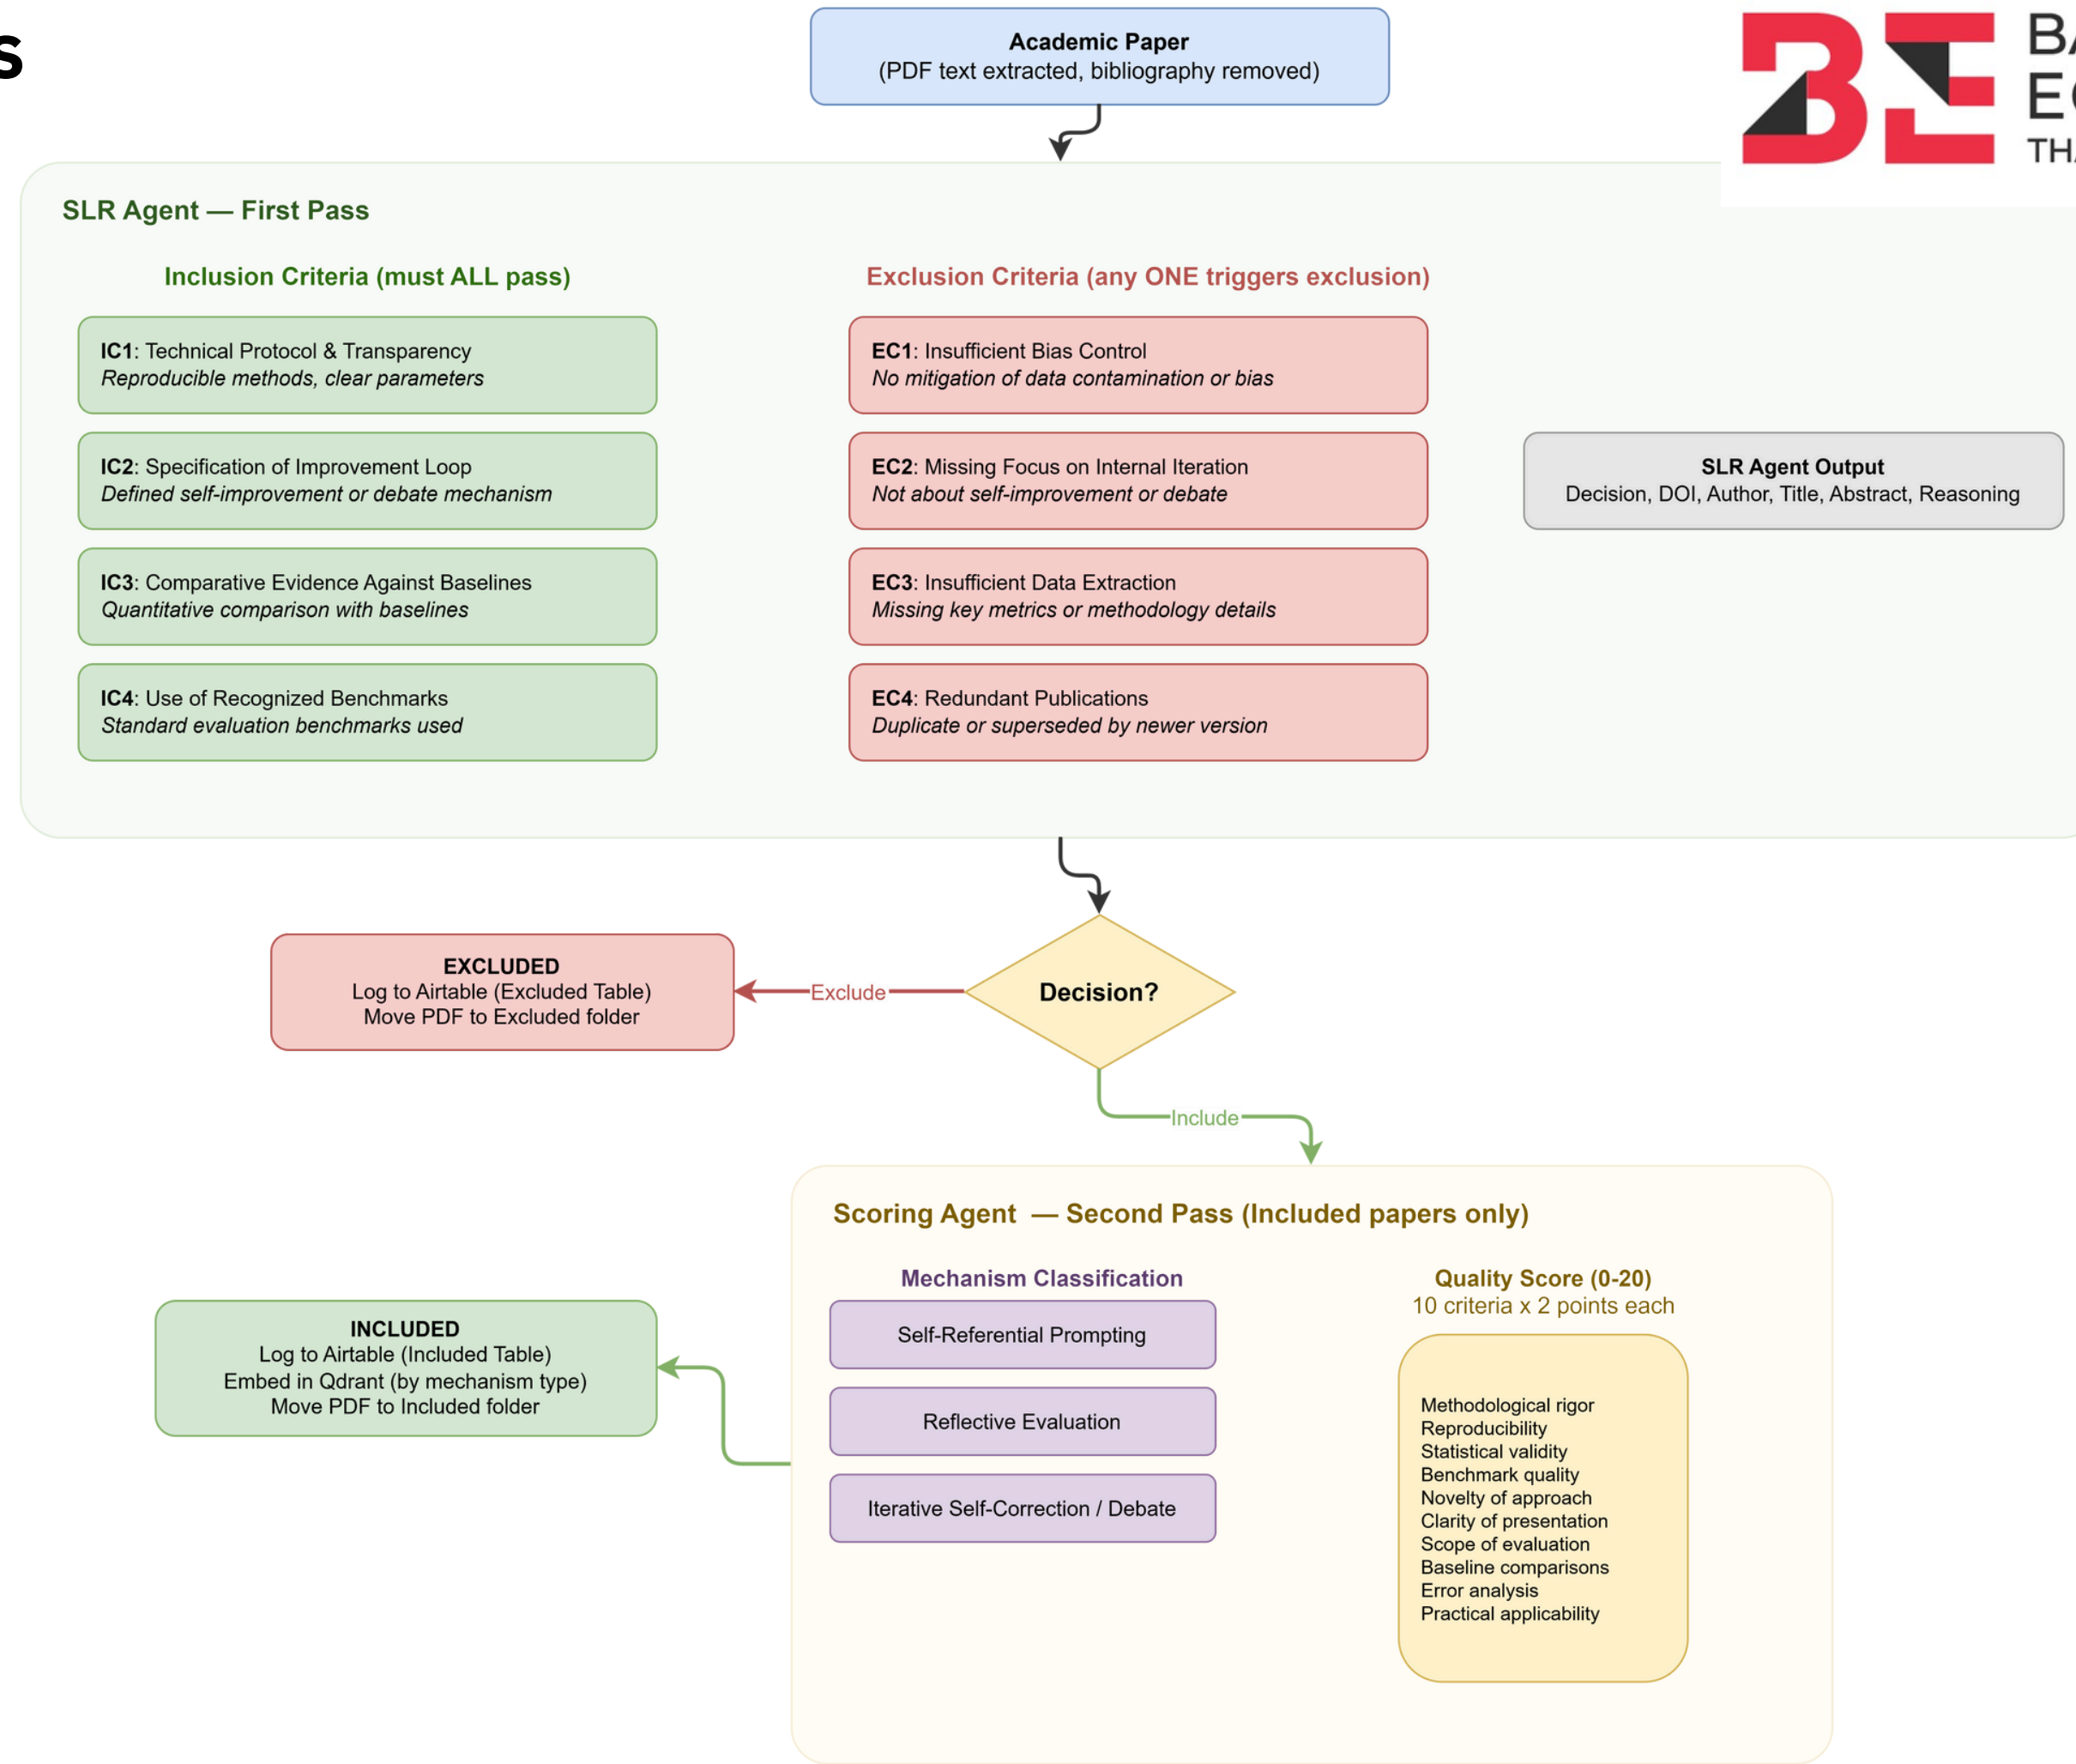 s
Academic Paper
(PDF text extracted, bibliography removed)
SLR Agent — First Pass
Inclusion Criteria (must ALL pass)
IC1: Technical Protocol & Transparency
Reproducible methods, clear parameters
IC2: Specification of Improvement Loop
Defined self-improvement or debate mechanism
IC3: Comparative Evidence Against Baselines
Quantitative comparison with baselines
IC4: Use of Recognized Benchmarks
Standard evaluation benchmarks used
Exclusion Criteria (any ONE triggers exclusion)
EC1: Insufficient Bias Control
No mitigation of data contamination or bias
EC2: Missing Focus on Internal Iteration
Not about self-improvement or debate
EC3: Insufficient Data Extraction
Missing key metrics or methodology details
EC4: Redundant Publications
Duplicate or superseded by newer version
SLR Agent Output
Decision, DOI, Author, Title, Abstract, Reasoning
Decision?
Exclude
EXCLUDED
Log to Airtable (Excluded Table)
Move PDF to Excluded folder
Include
Scoring Agent — Second Pass (Included papers only)
Mechanism Classification
Self-Referential Prompting
Reflective Evaluation
Iterative Self-Correction / Debate
Quality Score (0-20)
10 criteria x 2 points each
Methodological rigor
Reproducibility
Statistical validity
Benchmark quality
Novelty of approach
Clarity of presentation
Scope of evaluation
Baseline comparisons
Error analysis
Practical applicability
INCLUDED
Log to Airtable (Included Table)
Embed in Qdrant (by mechanism type)
Move PDF to Included folder
BE